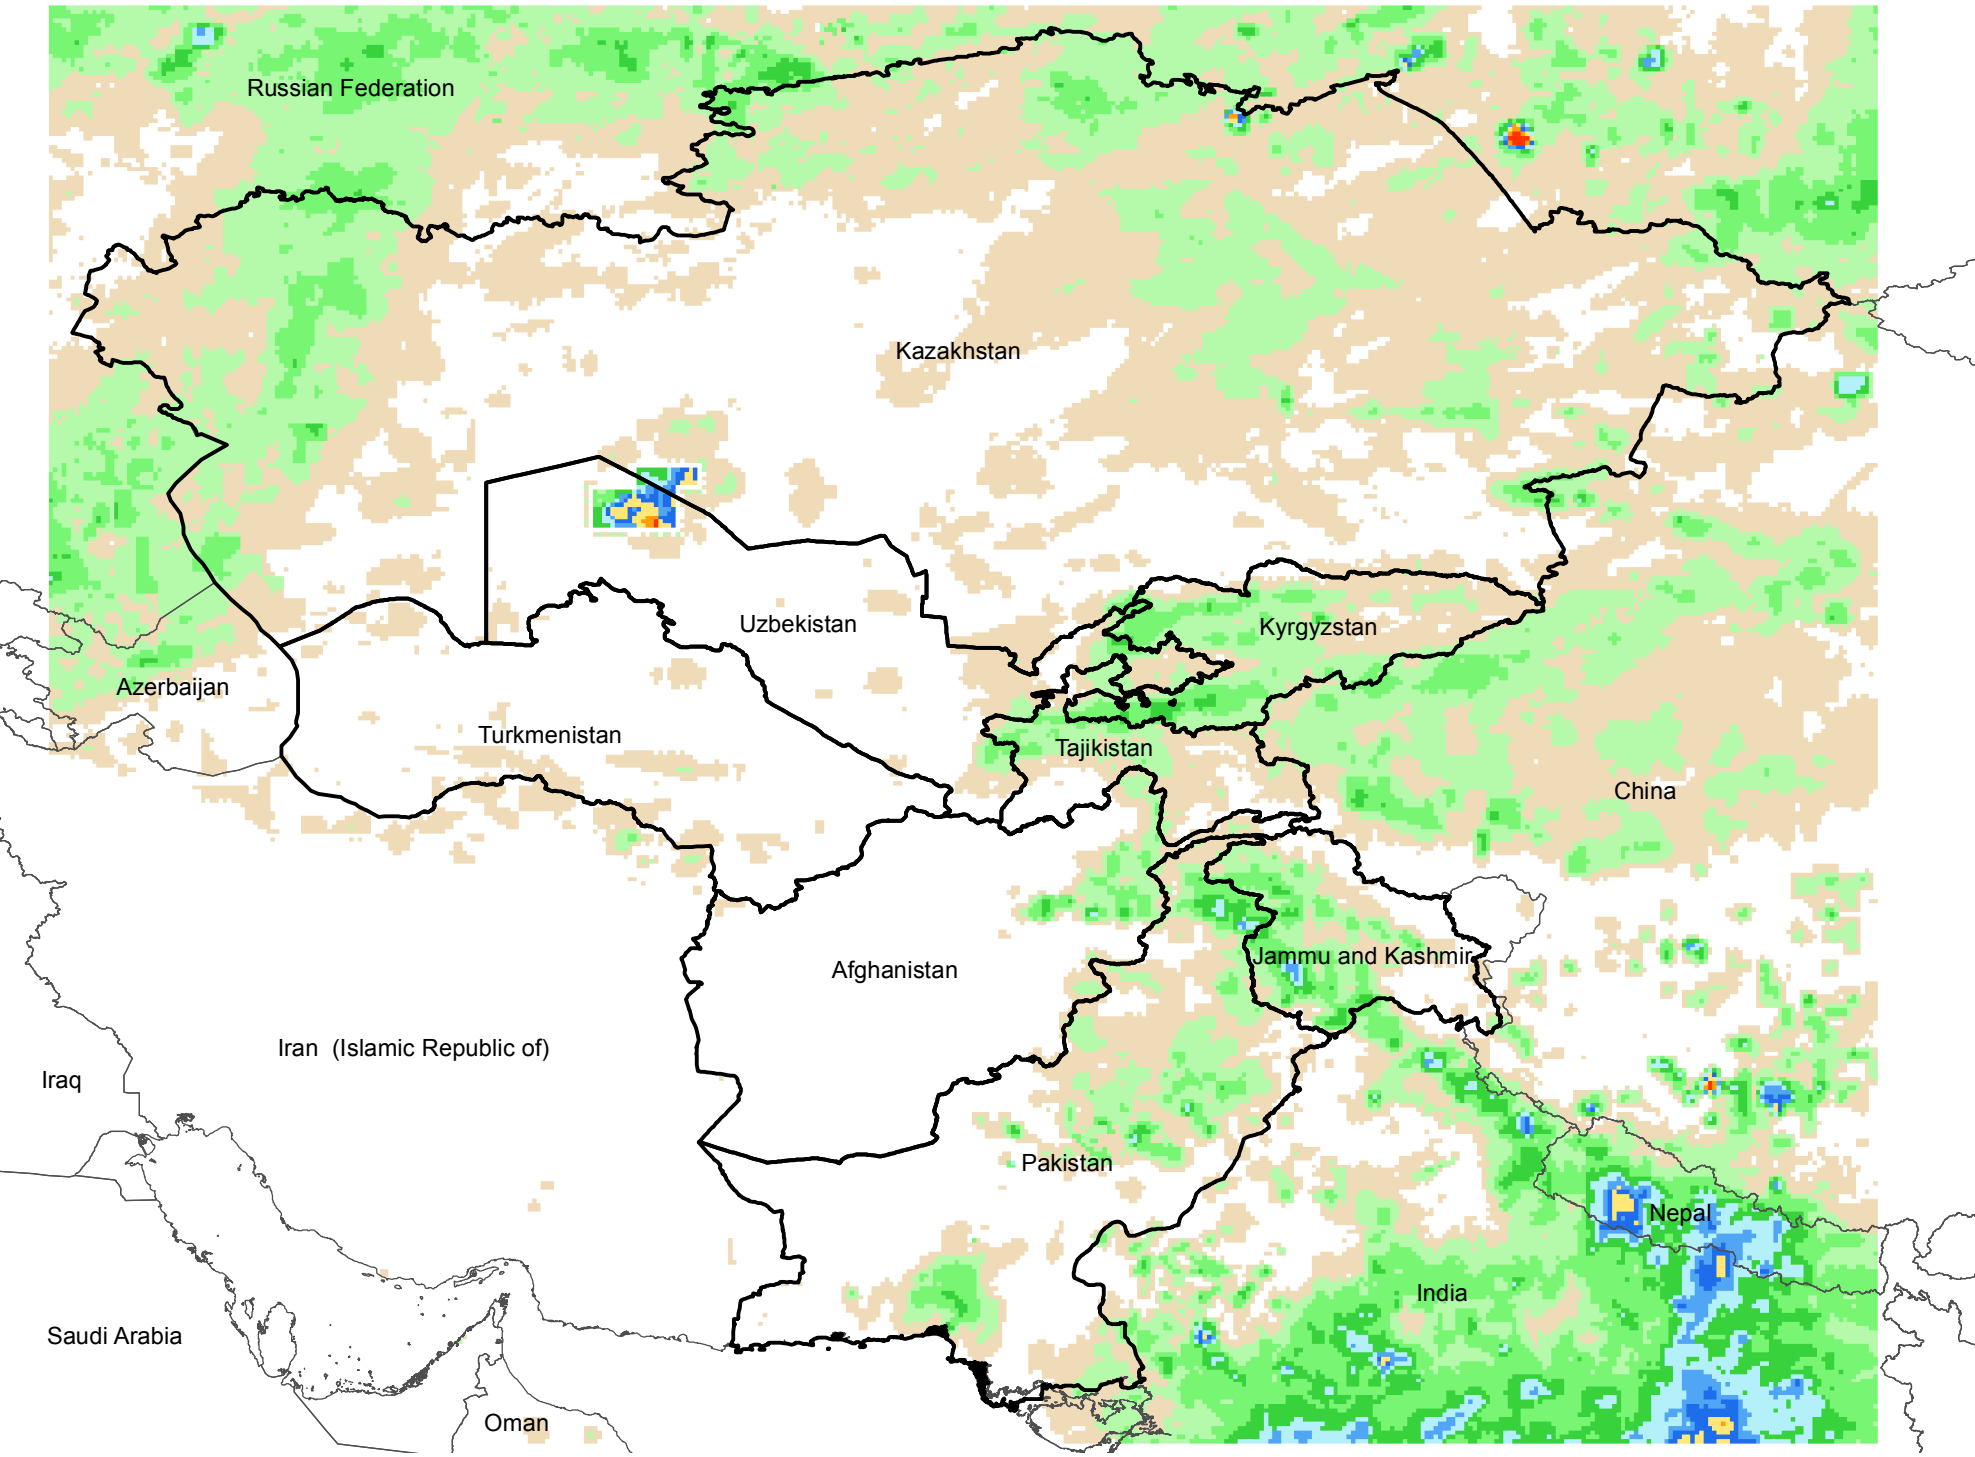 Russian Federation
Kazakhstan
Uzbekistan
Kyrgyzstan
Azerbaijan
Turkmenistan
Tajikistan
China
Afghanistan
Jammu and Kashmir
Iran  (Islamic Republic of)
Iraq
Pakistan
Nepal
India
Saudi Arabia
Oman